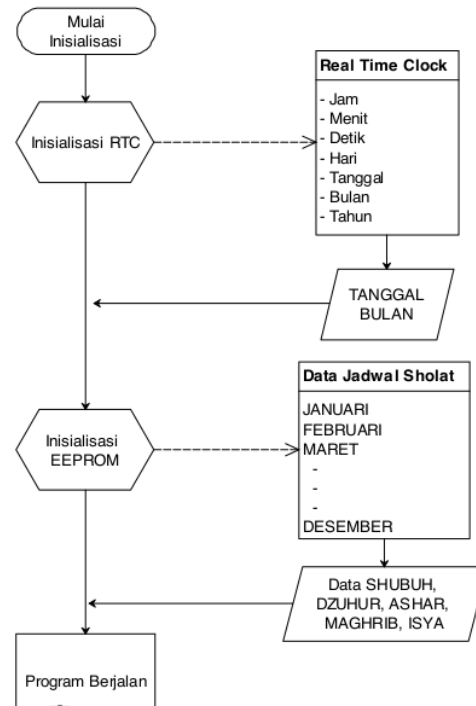 Mulai
Inisialisasi
Real Time Clock
- Jam
- Menit
- Detik
- Hari
- Tanggal
- Bulan
- Tahun
Inisialisasi RTC
TANGGAL
BULAN
Data Jadwal Sholat
JANUARI
FEBRUARI
MARET
-
-
-
DESEMBER
Inisialisasi
EEPROM
Data SHUBUH,
DZUHUR, ASHAR,
MAGHRIB, ISYA
Program Berjalan